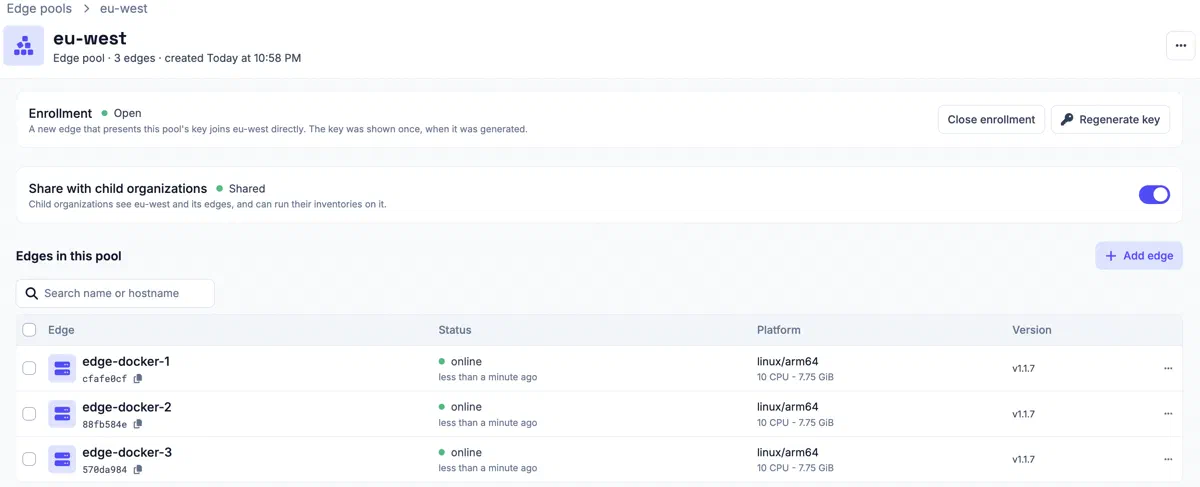 Edge pools > eu-west
eu-west
Edge pool · 3 edges · created Today at 10:58 PM
Enrollment Open
A new edge that presents this pool's key joins eu-west directly. The key was shown once, when it was generated.
Close enrollment
Regenerate key
Share with child organizations Shared
Child organizations see eu-west and its edges, and can run their inventories on it.
Edges in this pool
+ Add edge
Search name or hostname
Edge Status Platform Version
edge-docker-1 online linux/arm64 v1.1.7
cfafe0cf less than a minute ago 10 CPU - 7.75 GiB
edge-docker-2 online linux/arm64 v1.1.7
88fb584e less than a minute ago 10 CPU - 7.75 GiB
edge-docker-3 online linux/arm64 v1.1.7
570da984 less than a minute ago 10 CPU - 7.75 GiB